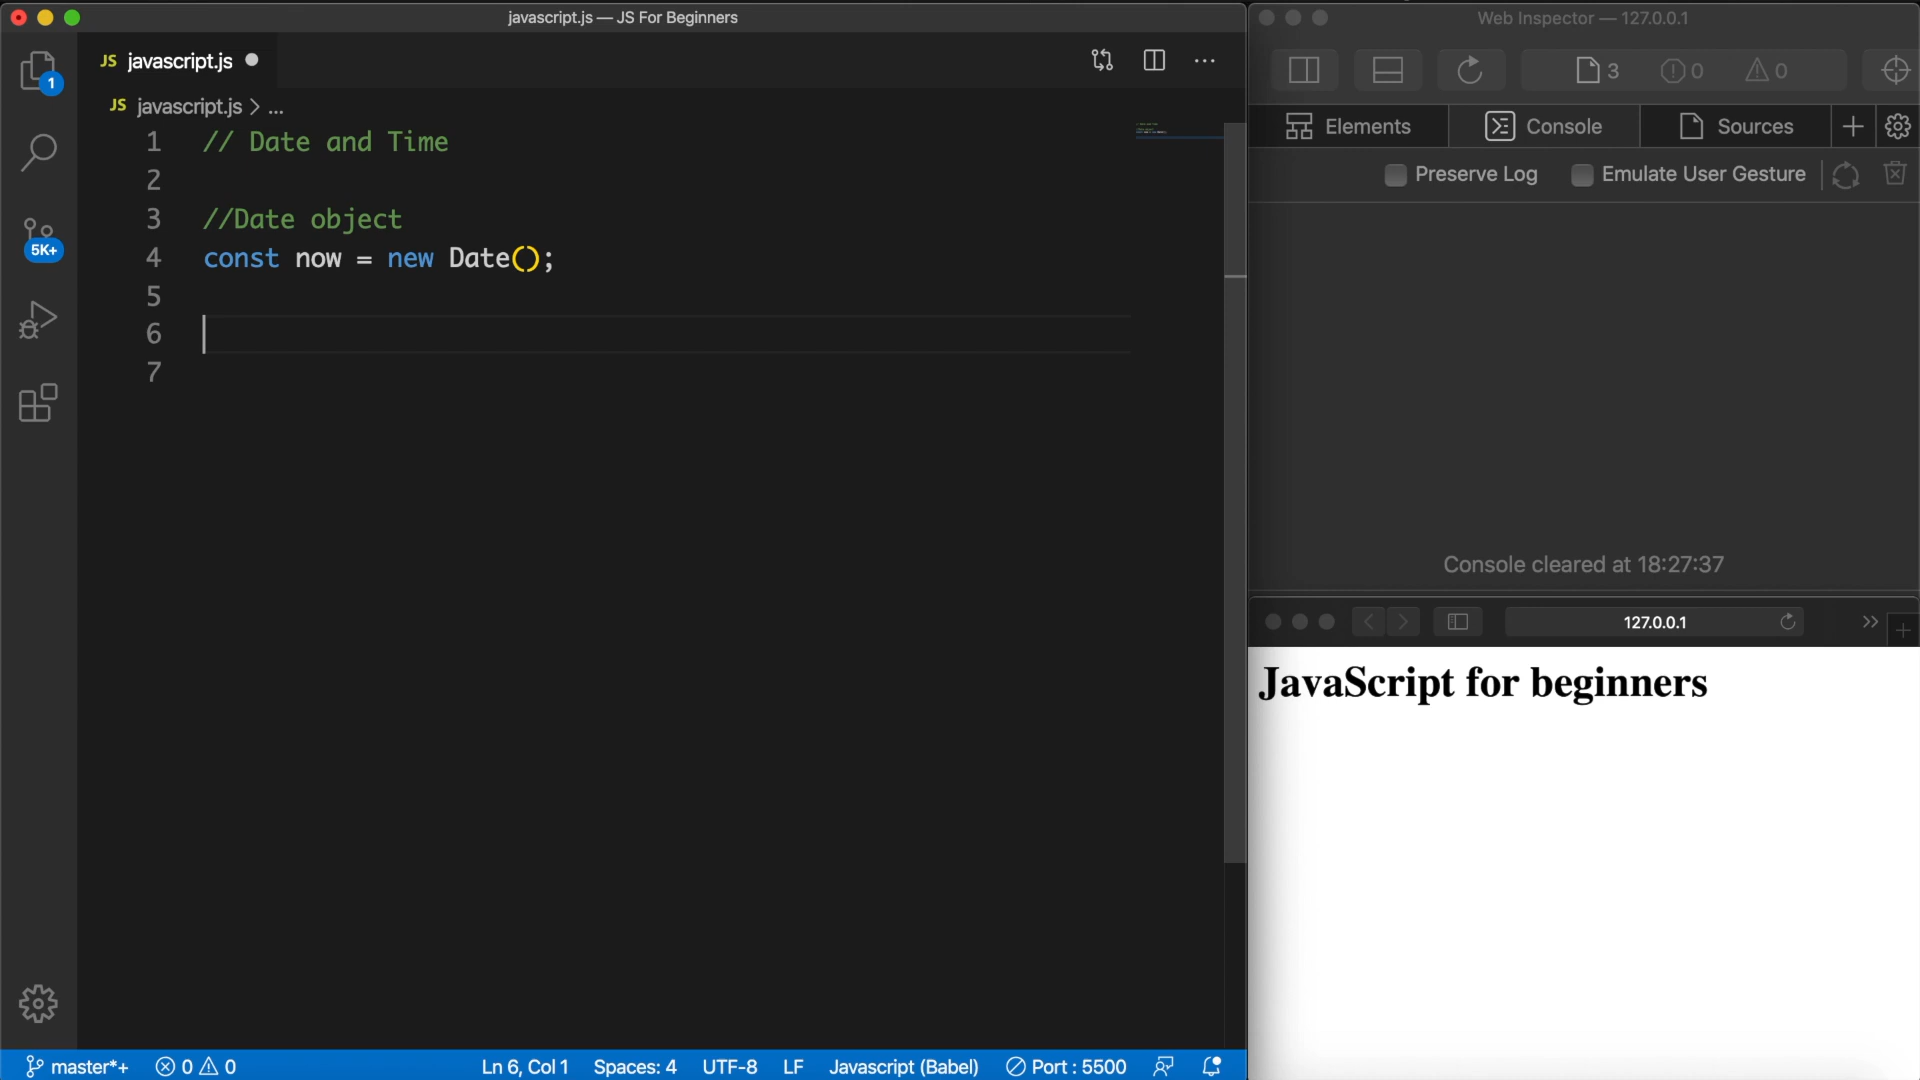 javascript.js — JS For Beginners
1
5K+
JS javascript.js
JS javascript.js > ...
1 // Date and Time
2
3 //Date object
4 const now = new Date();
5
6
7
master*+ 0 0 Ln 6, Col 1 Spaces: 4 UTF-8 LF Javascript (Babel) Port : 5500
Web Inspector — 127.0.0.1
3 0 0
Elements Console Sources
Preserve Log Emulate User Gesture
Console cleared at 18:27:37
127.0.0.1
JavaScript for beginners